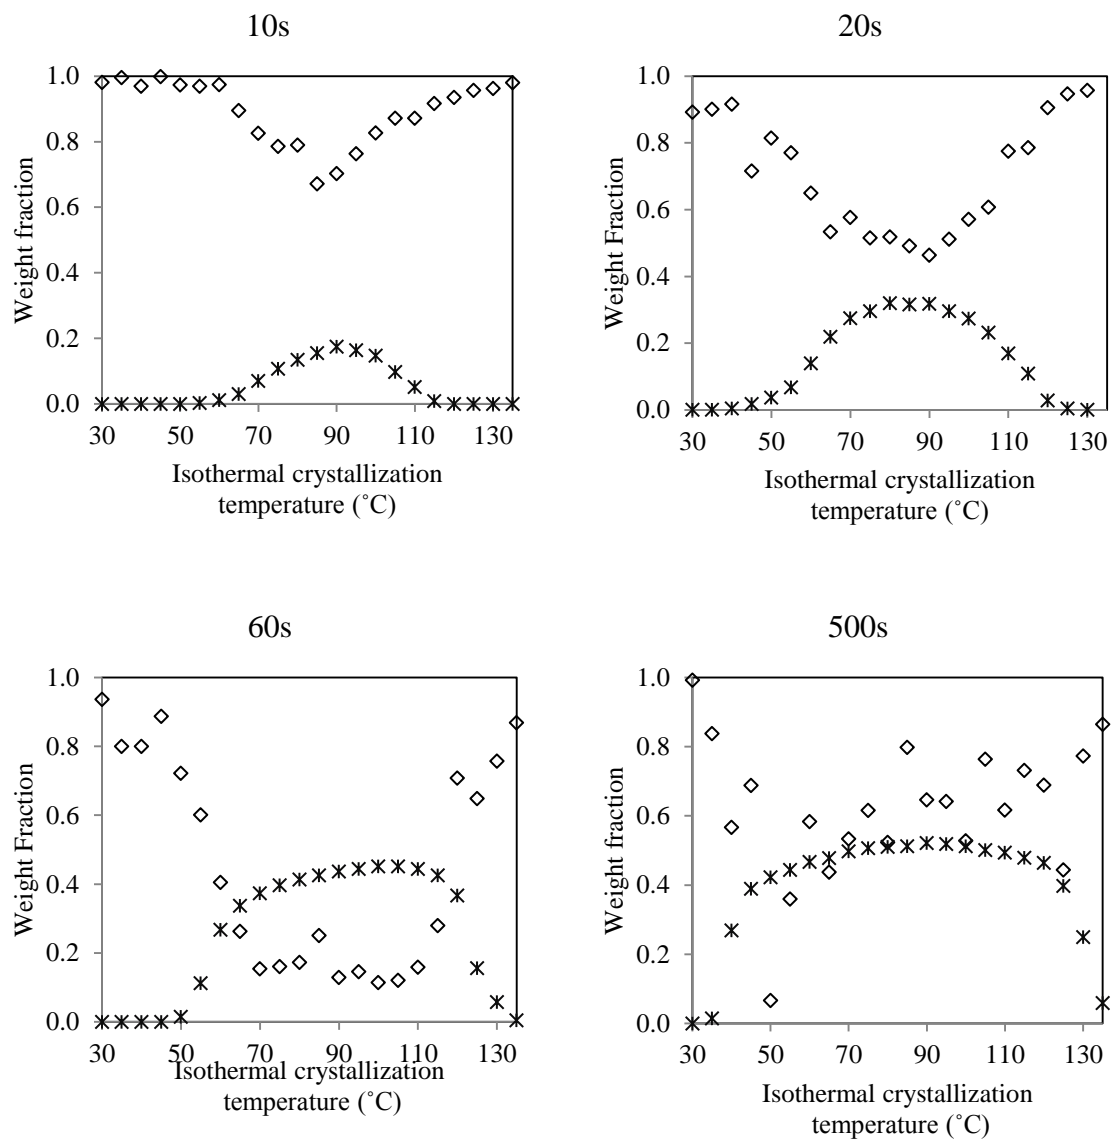 10s
1.0
0.8
0.6
0.4
0.2
0.0
Weight fraction
30 50 70 90 110 130
Isothermal crystallization
temperature (˚C)
20s
1.0
0.8
0.6
0.4
0.2
0.0
Weight Fraction
30 50 70 90 110 130
Isothermal crystallization
temperature (˚C)
60s
1.0
0.8
0.6
0.4
0.2
0.0
Weight Fraction
30 50 70 90 110 130
Isothermal crystallization
temperature (˚C)
500s
1.0
0.8
0.6
0.4
0.2
0.0
Weight fraction
30 50 70 90 110 130
Isothermal crystallization
temperature (˚C)